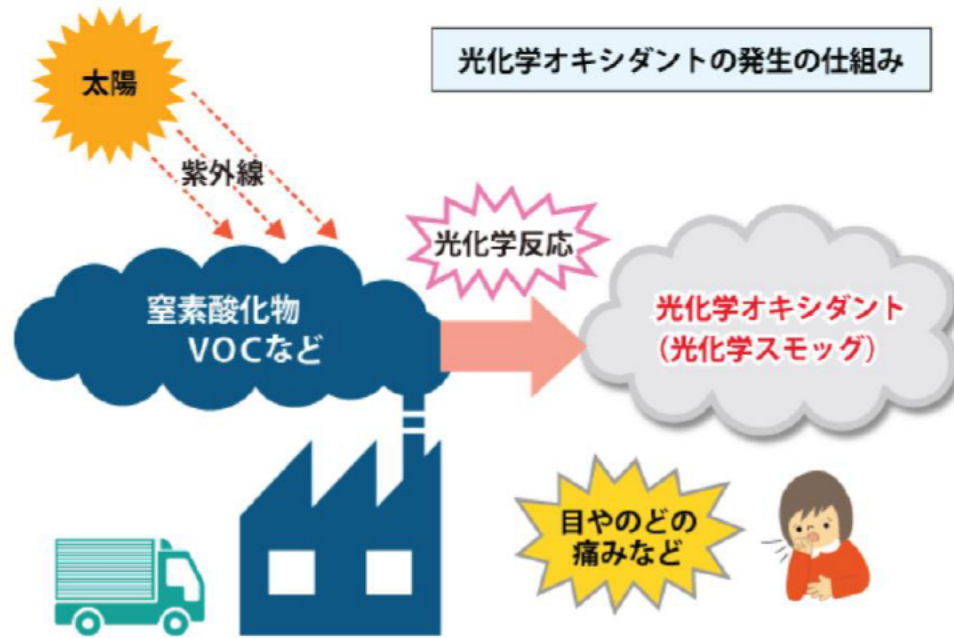 光化学オキシダントの発生の仕組み
太陽
紫外線
光化学反応
窒素酸化物
VOCなど
光化学オキシダント
(光化学スモッグ)
目やのどの
痛みなど